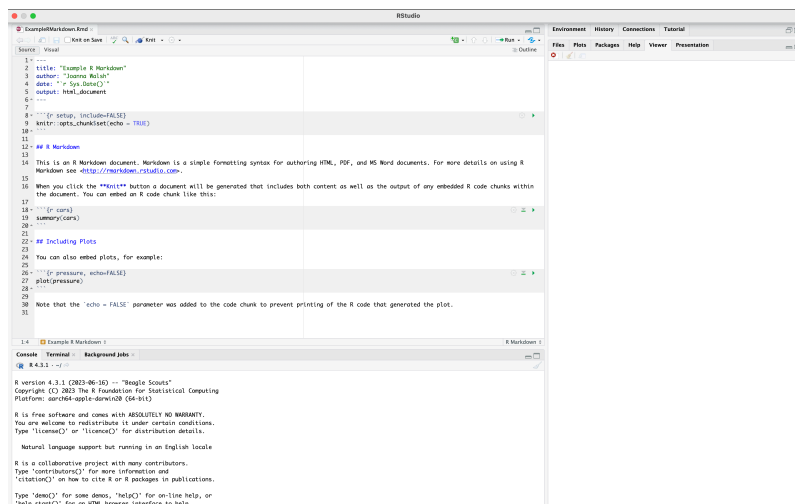 RStudio
ExampleRMarkdown.Rmd
Knit on Save
Knit
Run
Source
Visual
Outline
1 ---
2 title: "Example R Markdown"
3 author: "Joanna Walsh"
4 date: "`r Sys.Date()`"
5 output: html_document
6 ---
7
8 ```{r setup, include=FALSE}
9 knitr::opts_chunk$set(echo = TRUE)
10 ```
11
12 ## R Markdown
13
14 This is an R Markdown document. Markdown is a simple formatting syntax for authoring HTML, PDF, and MS Word documents. For more details on using R
Markdown see <http://rmarkdown.rstudio.com>.
15
16 When you click the **Knit** button a document will be generated that includes both content as well as the output of any embedded R code chunks within
the document. You can embed an R code chunk like this:
17
18 ```{r cars}
19 summary(cars)
20 ```
21
22 ## Including Plots
23
24 You can also embed plots, for example:
25
26 ```{r pressure, echo=FALSE}
27 plot(pressure)
28 ```
29
30 Note that the `echo = FALSE` parameter was added to the code chunk to prevent printing of the R code that generated the plot.
31
1:4 Example R Markdown
R Markdown
Console Terminal Background Jobs
R 4.3.1 · ~/
R version 4.3.1 (2023-06-16) -- "Beagle Scouts"
Copyright (C) 2023 The R Foundation for Statistical Computing
Platform: aarch64-apple-darwin20 (64-bit)
R is free software and comes with ABSOLUTELY NO WARRANTY.
You are welcome to redistribute it under certain conditions.
Type 'license()' or 'licence()' for distribution details.
Natural language support but running in an English locale
R is a collaborative project with many contributors.
Type 'contributors()' for more information and
'citation()' on how to cite R or R packages in publications.
Type 'demo()' for some demos, 'help()' for on-line help, or
'help.start()' for an HTML browser interface to help.
Environment History Connections Tutorial
Files Plots Packages Help Viewer Presentation